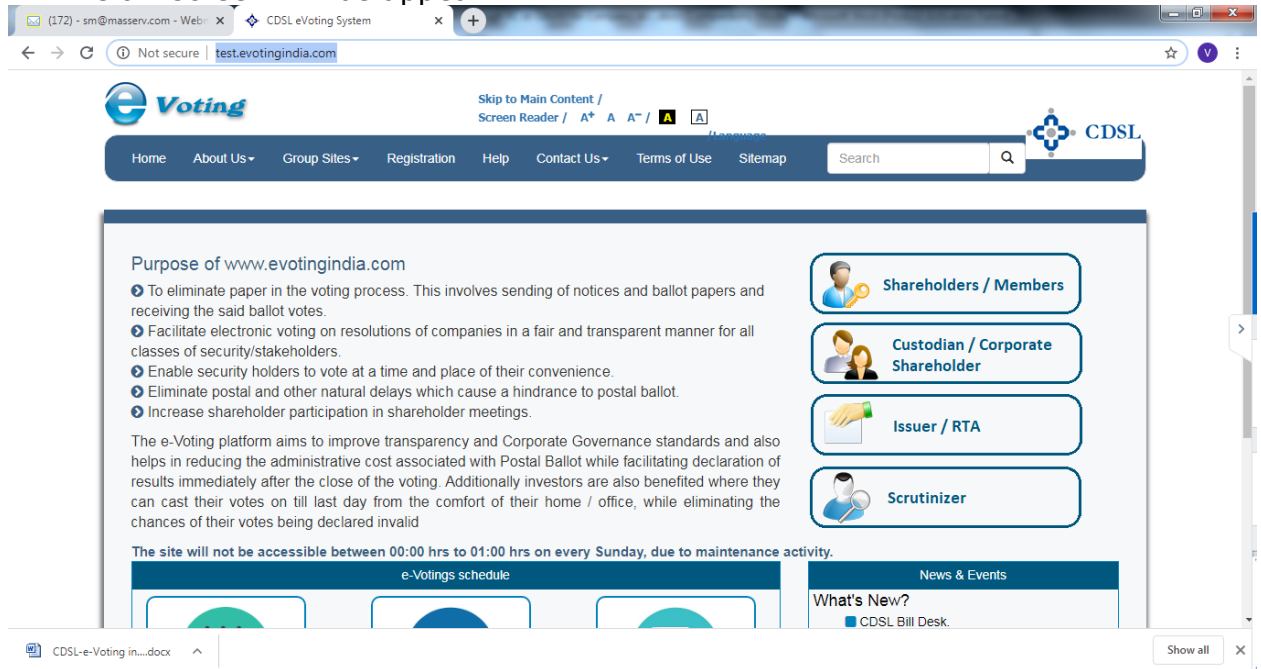 (172) - sm@masserv.com - Web
CDSL eVoting System
Not secure | test.evotingindia.com
V
e Voting
Skip to Main Content /
Screen Reader / A+ A A- / A A
/Language
CDSL
Home About Us Group Sites Registration Help Contact Us Terms of Use Sitemap Search
Purpose of www.evotingindia.com
To eliminate paper in the voting process. This involves sending of notices and ballot papers and
receiving the said ballot votes.
Facilitate electronic voting on resolutions of companies in a fair and transparent manner for all
classes of security/stakeholders.
Enable security holders to vote at a time and place of their convenience.
Eliminate postal and other natural delays which cause a hindrance to postal ballot.
Increase shareholder participation in shareholder meetings.
The e-Voting platform aims to improve transparency and Corporate Governance standards and also
helps in reducing the administrative cost associated with Postal Ballot while facilitating declaration of
results immediately after the close of the voting. Additionally investors are also benefited where they
can cast their votes on till last day from the comfort of their home / office, while eliminating the
chances of their votes being declared invalid
Shareholders / Members
Custodian / Corporate
Shareholder
Issuer / RTA
Scrutinizer
The site will not be accessible between 00:00 hrs to 01:00 hrs on every Sunday, due to maintenance activity.
e-Votings schedule
News & Events
What's New?
CDSL Bill Desk.
CDSL-e-Voting in....docx
Show all